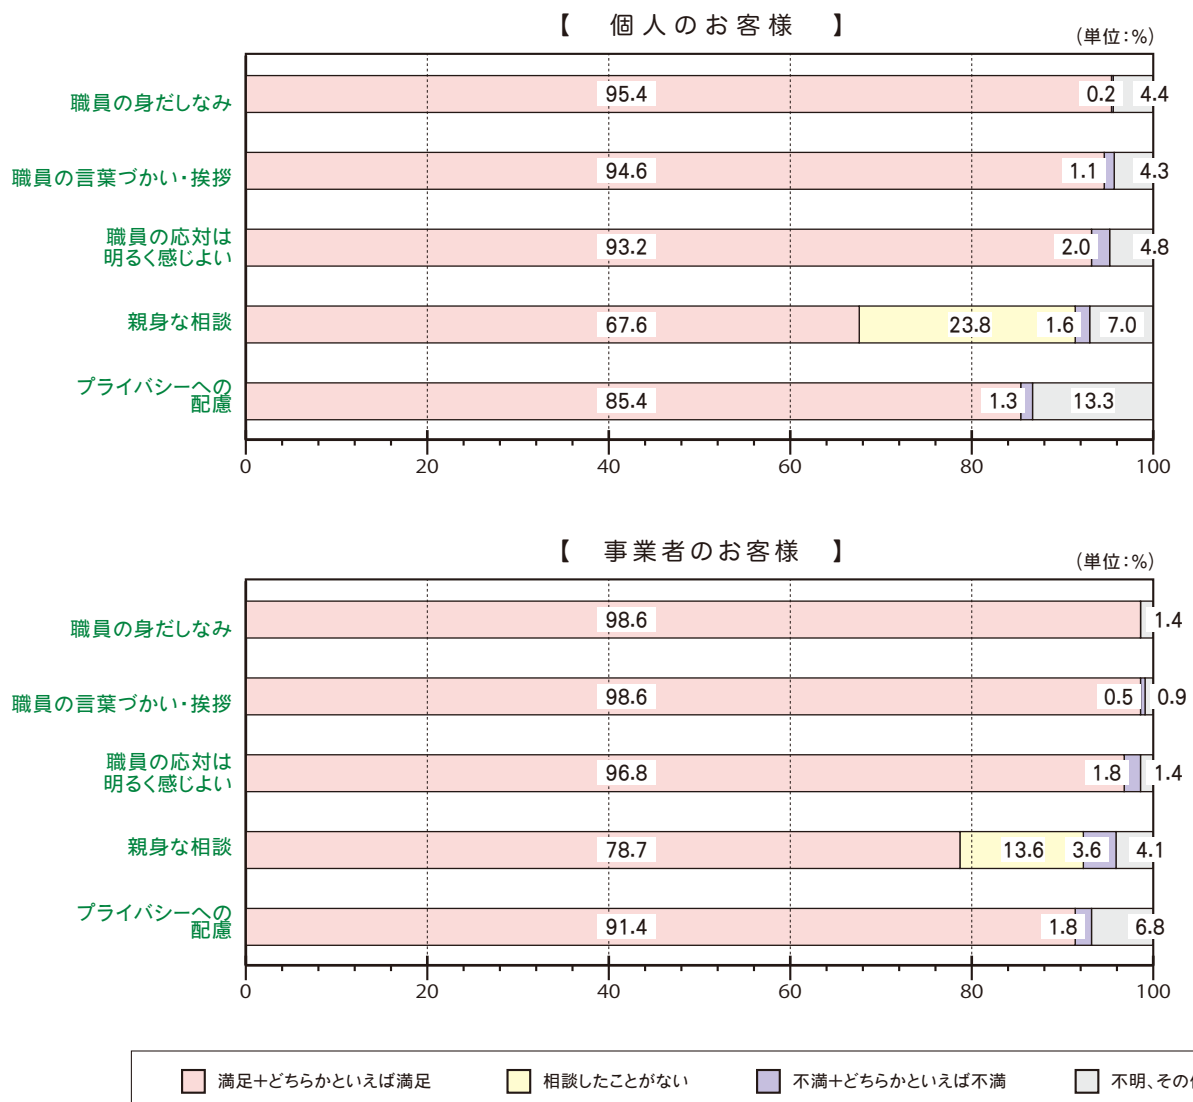 【 個人のお客様 】
(単位:%)
職員の身だしなみ
95.4 0.2 4.4
職員の言葉づかい・挨拶
94.6 1.1 4.3
職員の応対は
明るく感じよい
93.2 2.0 4.8
親身な相談
67.6 23.8 1.6 7.0
プライバシーへの
配慮
85.4 1.3 13.3
0 20 40 60 80 100
【 事業者のお客様 】
(単位:%)
職員の身だしなみ
98.6 1.4
職員の言葉づかい・挨拶
98.6 0.5 0.9
職員の応対は
明るく感じよい
96.8 1.8 1.4
親身な相談
78.7 13.6 3.6 4.1
プライバシーへの
配慮
91.4 1.8 6.8
0 20 40 60 80 100
満足+どちらかといえば満足 相談したことがない 不満+どちらかといえば不満 不明、その